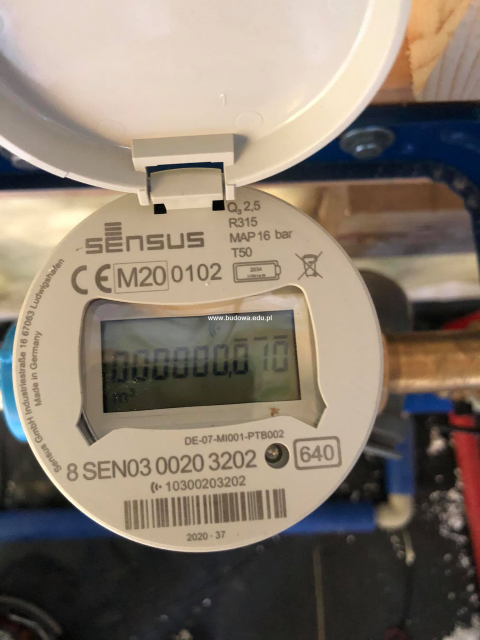 SENSUS
Q₃ 2,5
R315
MAP 16 bar
T50
CE M20 0102
www.budowa.edu.pl
000000,070
m³
DE-07-MI001-PTB002
8 SEN03 0020 3202
640
10300203202
2020 - 37
Sensus GmbH Industriestraße 16 67063 Ludwigshafen
Made in Germany